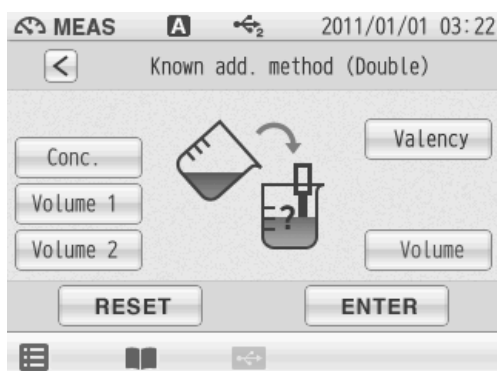 MEAS A 2 2011/01/01 03:22
Known add. method (Double)
Valency
Conc.
Volume 1
?
Volume 2
Volume
RESET ENTER